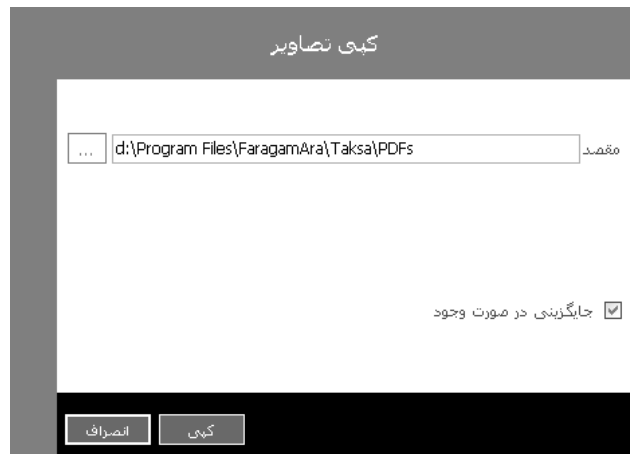 کپی تصاویر
مقصد
d:\Program Files\FaragamAra\Taksa\PDFs
...
جایگزینی در صورت وجود
کپی
انصراف